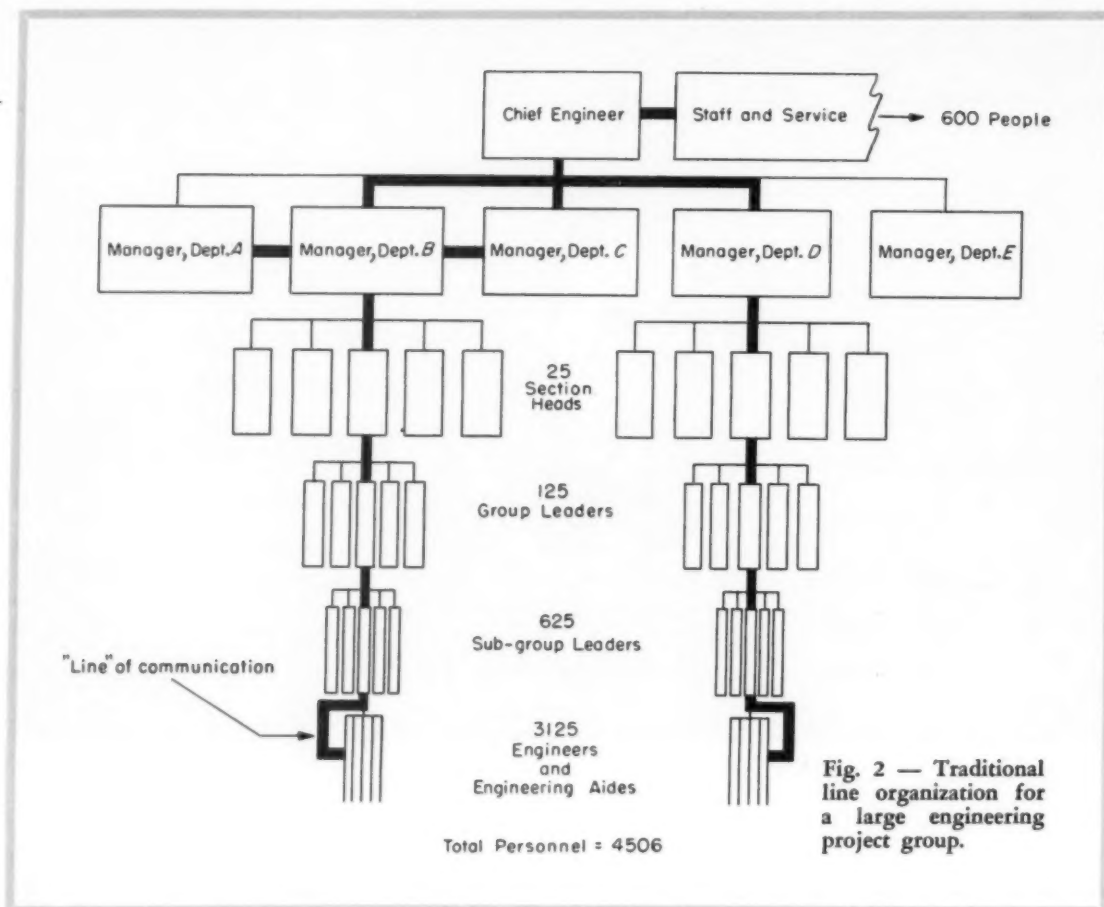 Chief Engineer
Staff and Service
600 People
Manager, Dept. A
Manager, Dept. B
Manager, Dept. C
Manager, Dept. D
Manager, Dept. E
25
Section
Heads
125
Group Leaders
625
Sub-group Leaders
"Line" of communication
3125
Engineers
and
Engineering Aides
Total Personnel = 4506
Fig. 2 — Traditional
line organization for
a large engineering
project group.